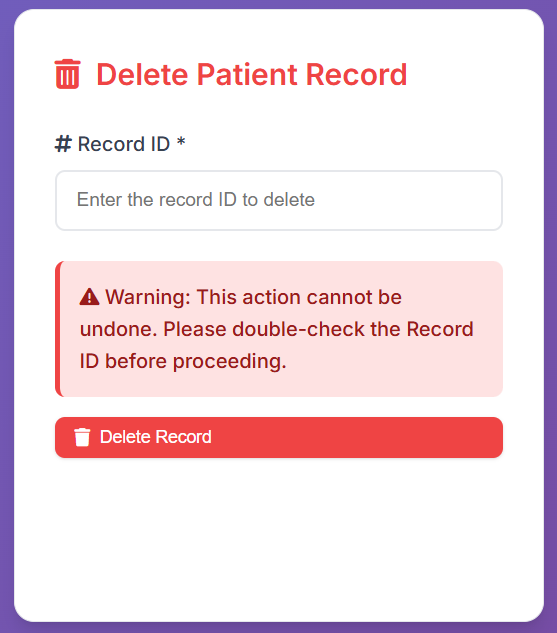 Delete Patient Record
# Record ID *
Enter the record ID to delete
Warning: This action cannot be
undone. Please double-check the Record
ID before proceeding.
Delete Record